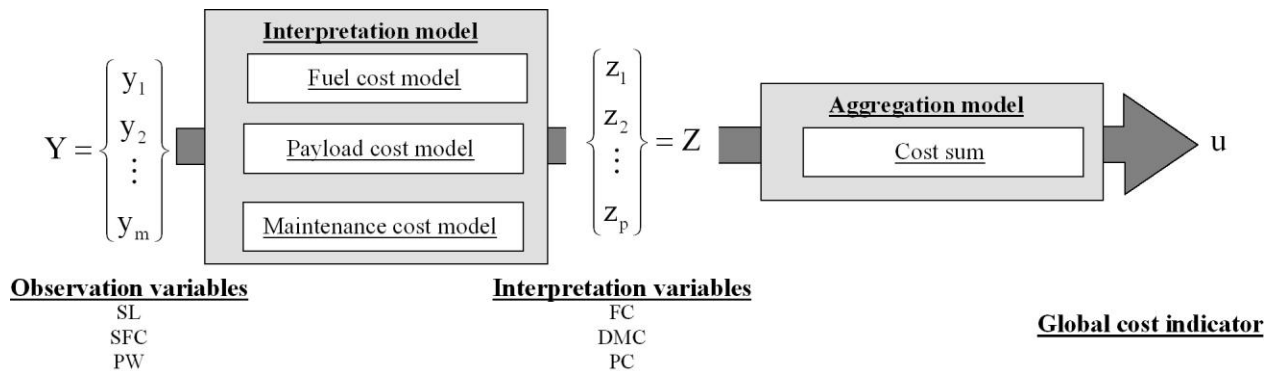 Interpretation model
Fuel cost model
Payload cost model
Maintenance cost model
Y =
y1
y2
⋮
ym
z1
z2
⋮
zp
= Z
Aggregation model
Cost sum
u
Observation variables
SL
SFC
PW
Interpretation variables
FC
DMC
PC
Global cost indicator